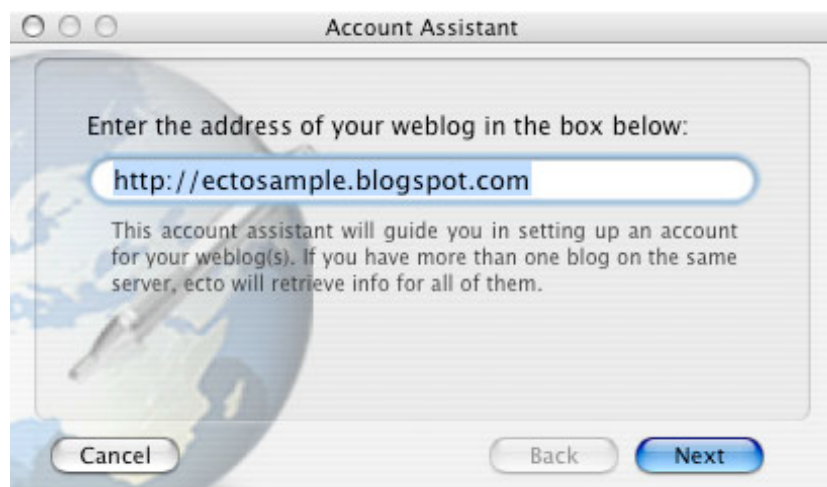 Account Assistant
Enter the address of your weblog in the box below:
http://ectosample.blogspot.com
This account assistant will guide you in setting up an account
for your weblog(s). If you have more than one blog on the same
server, ecto will retrieve info for all of them.
Cancel Back Next